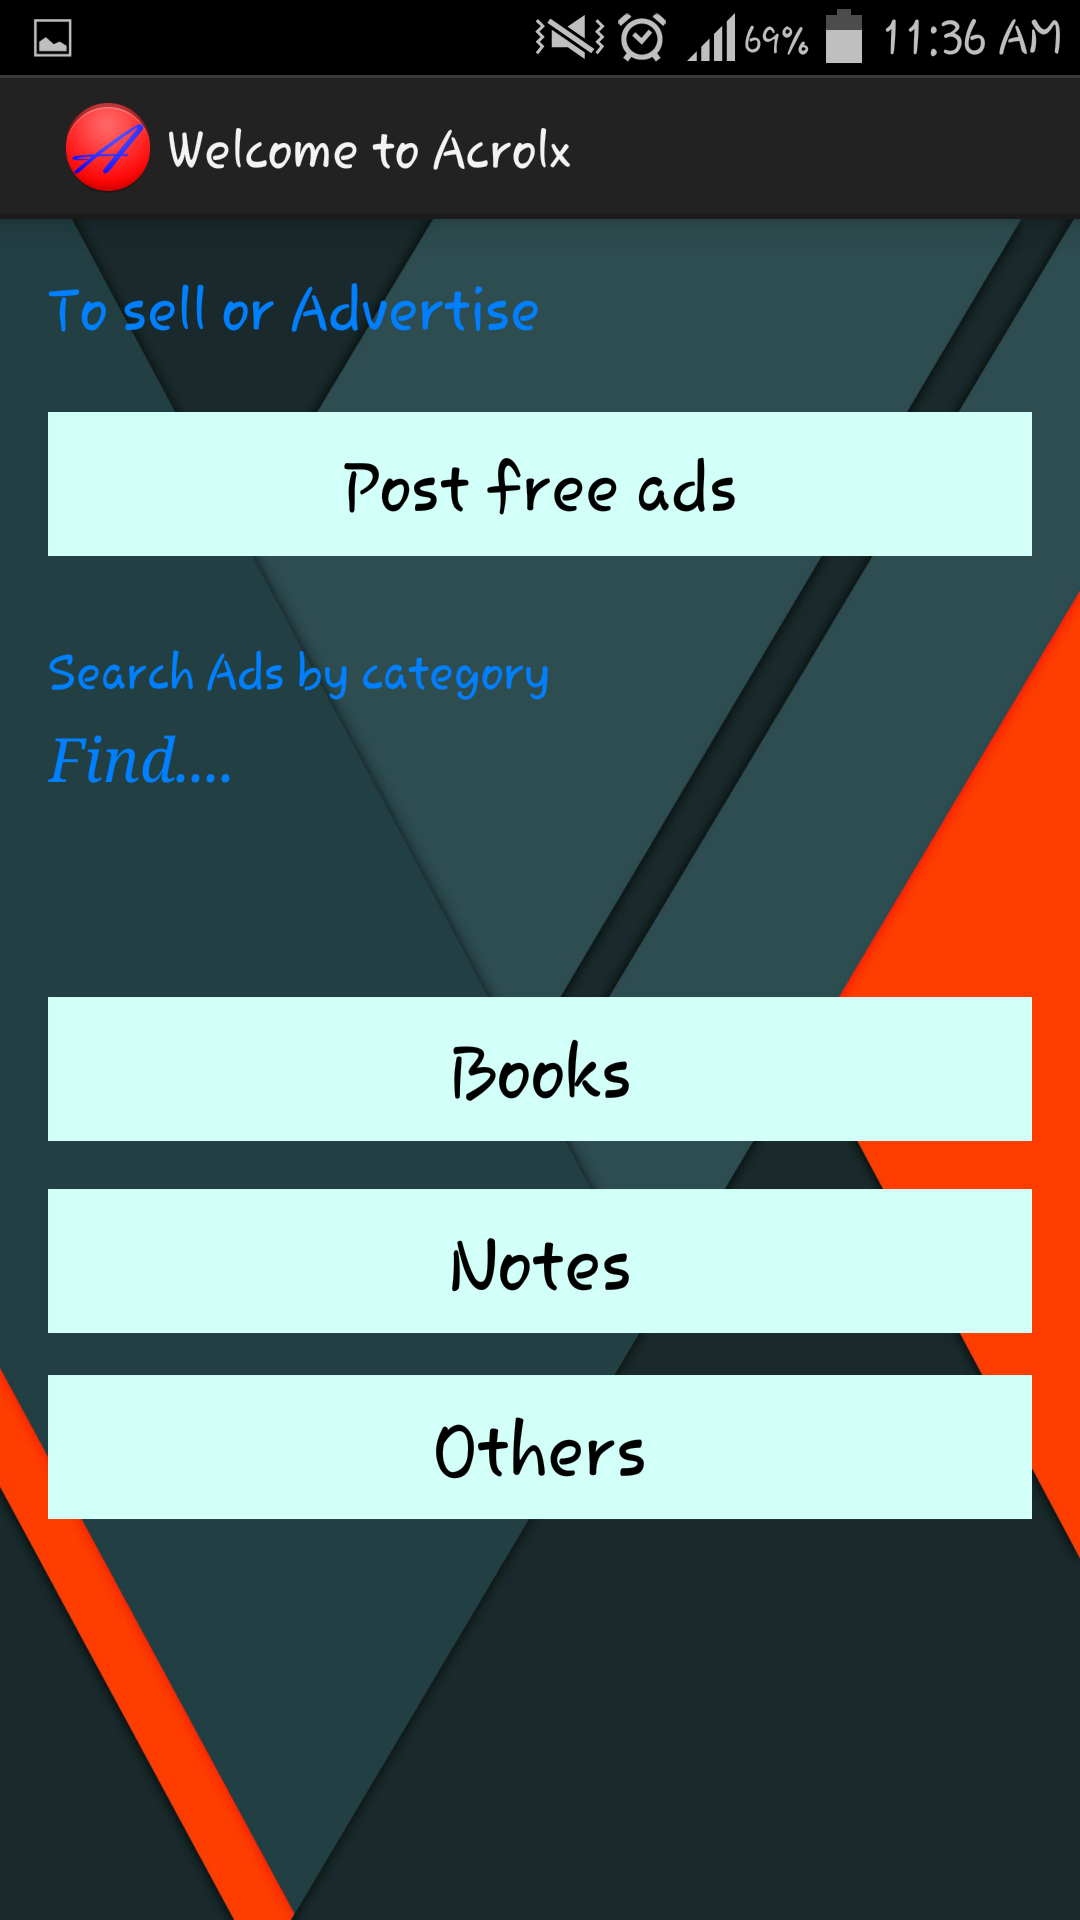 69% 11:36 AM
A Welcome to Acrolx
To sell or Advertise
Post free ads
Search Ads by category
Find....
Books
Notes
Others